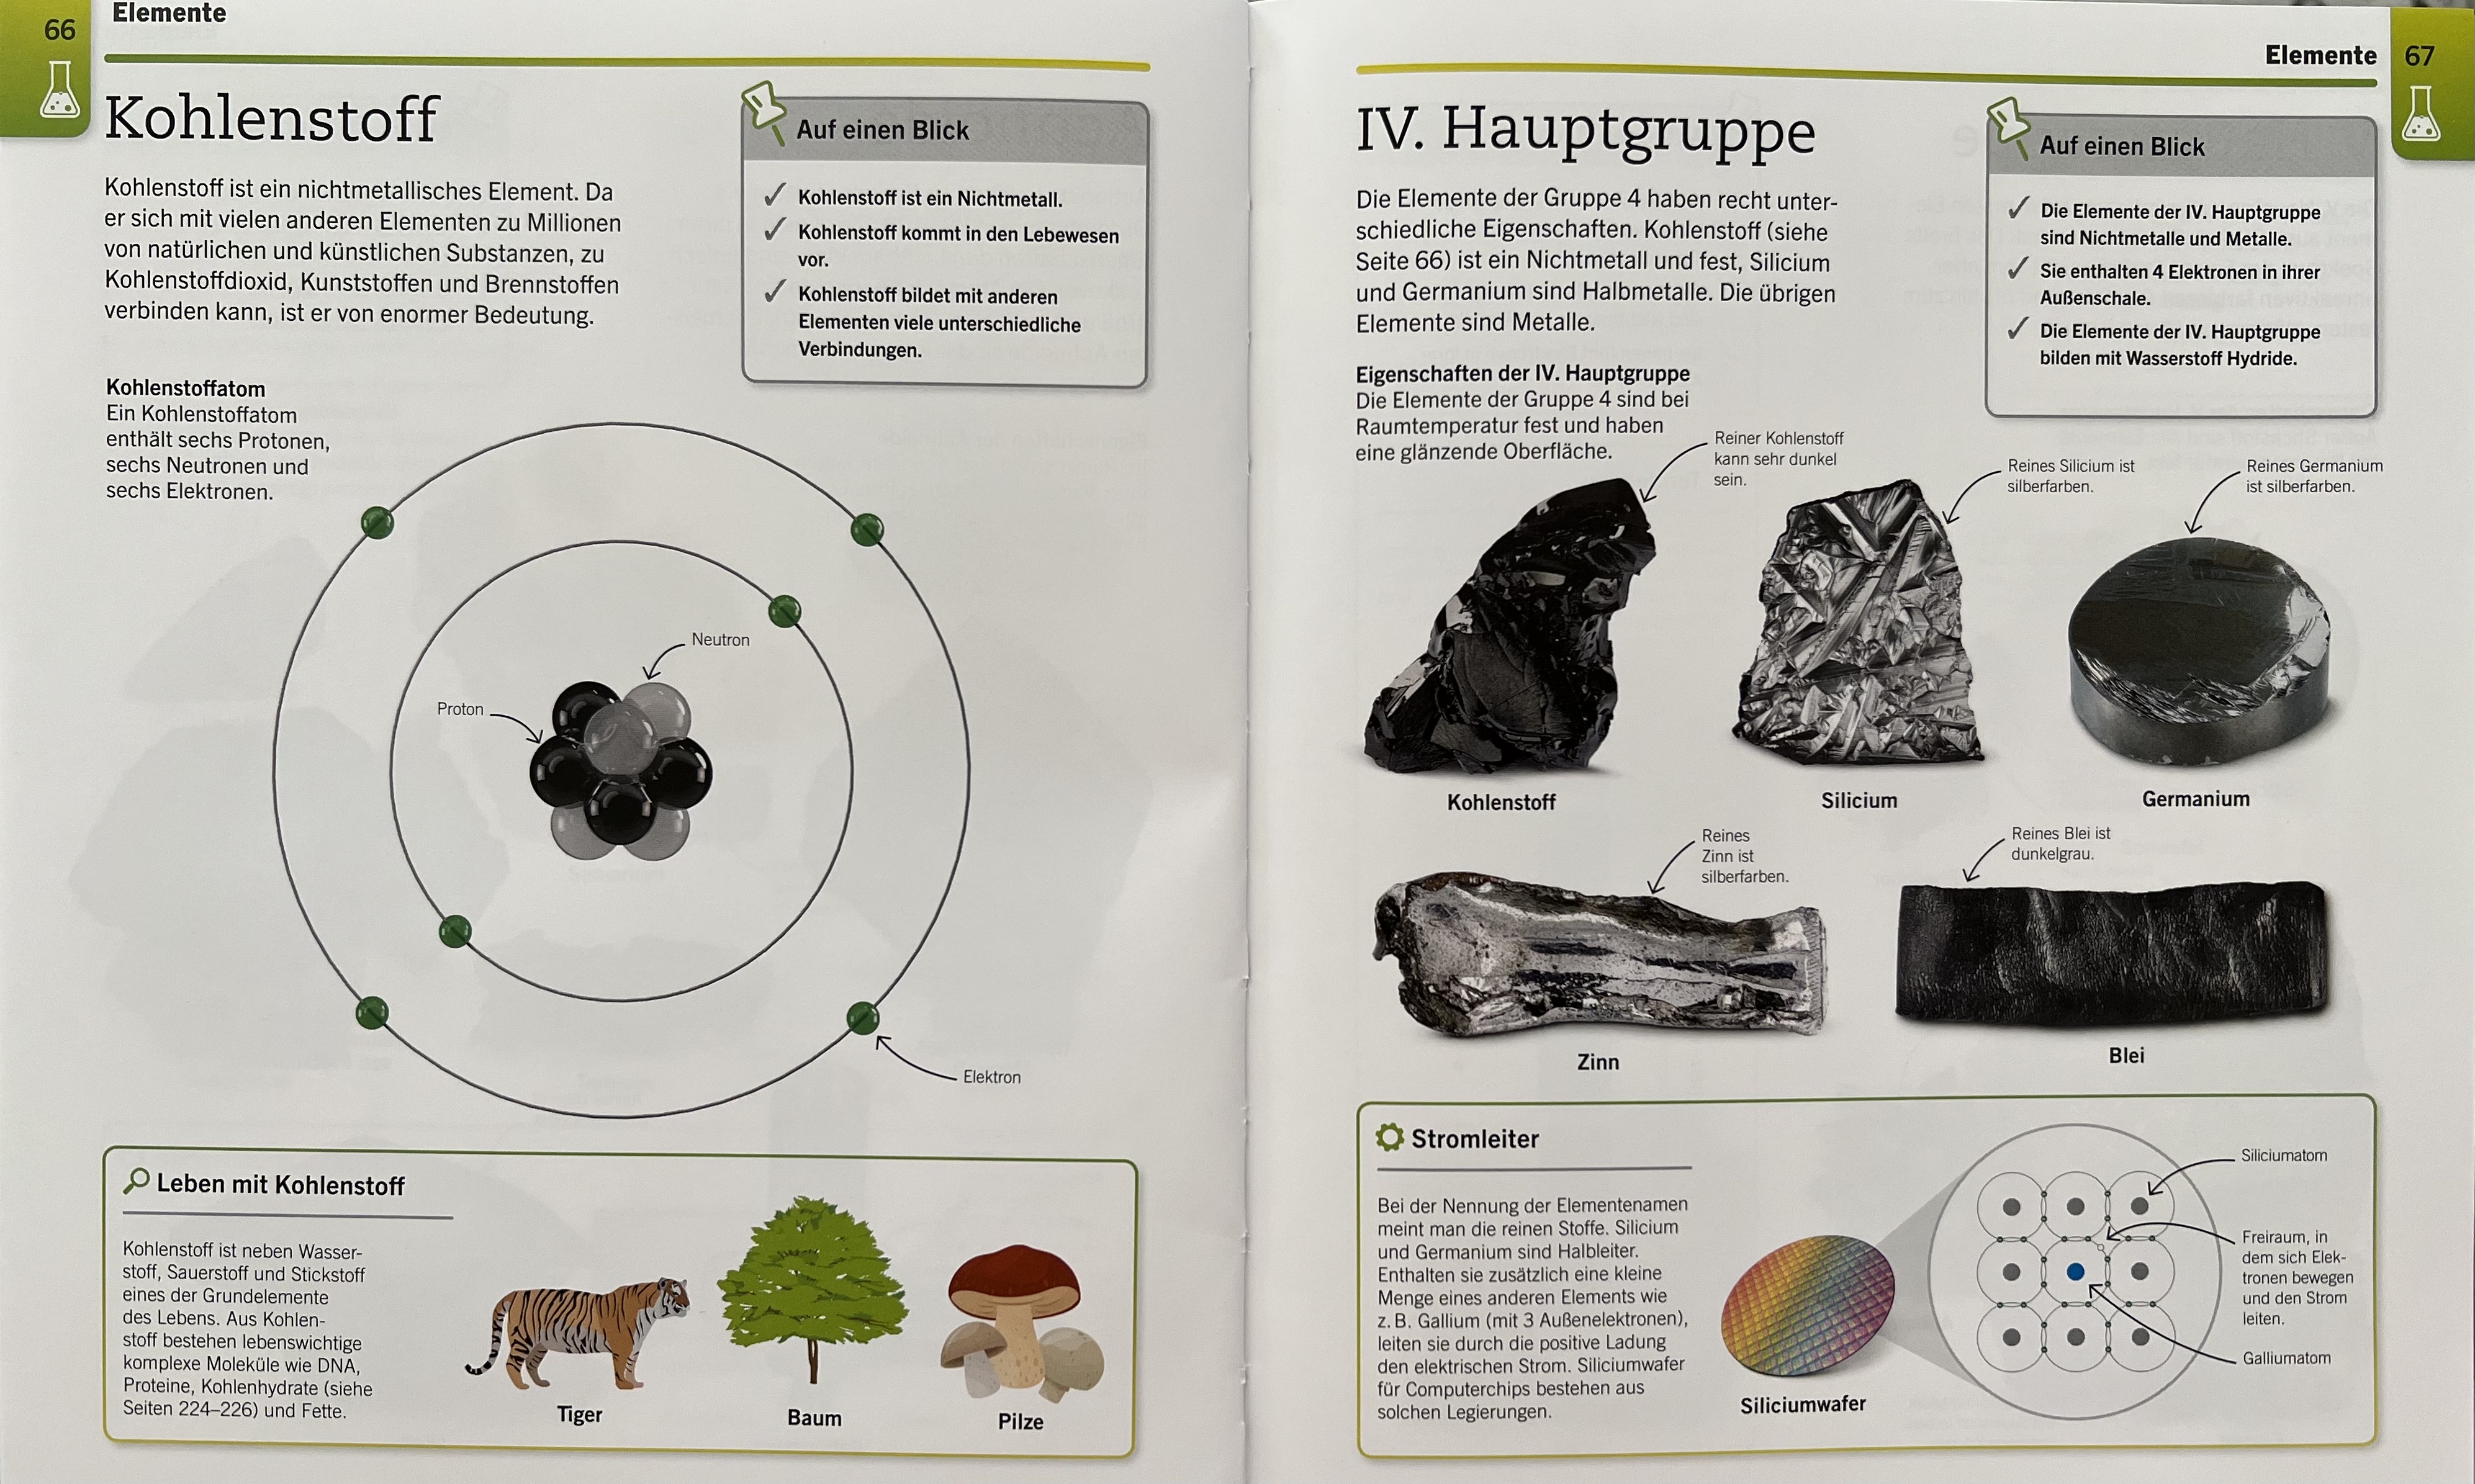 66
Elemente
Kohlenstoff
Kohlenstoff ist ein nichtmetallisches Element. Da
er sich mit vielen anderen Elementen zu Millionen
von natürlichen und künstlichen Substanzen, zu
Kohlenstoffdioxid, Kunststoffen und Brennstoffen
verbinden kann, ist er von enormer Bedeutung.
Auf einen Blick
✓ Kohlenstoff ist ein Nichtmetall.
✓ Kohlenstoff kommt in den Lebewesen
vor.
✓ Kohlenstoff bildet mit anderen
Elementen viele unterschiedliche
Verbindungen.
Kohlenstoffatom
Ein Kohlenstoffatom
enthält sechs Protonen,
sechs Neutronen und
sechs Elektronen.
Neutron
Proton
Elektron
Leben mit Kohlenstoff
Kohlenstoff ist neben Wasser-
stoff, Sauerstoff und Stickstoff
eines der Grundelemente
des Lebens. Aus Kohlen-
stoff bestehen lebenswichtige
komplexe Moleküle wie DNA,
Proteine, Kohlenhydrate (siehe
Seiten 224–226) und Fette.
Tiger
Baum
Pilze
Elemente
67
IV. Hauptgruppe
Die Elemente der Gruppe 4 haben recht unter-
schiedliche Eigenschaften. Kohlenstoff (siehe
Seite 66) ist ein Nichtmetall und fest, Silicium
und Germanium sind Halbmetalle. Die übrigen
Elemente sind Metalle.
Auf einen Blick
✓ Die Elemente der IV. Hauptgruppe
sind Nichtmetalle und Metalle.
✓ Sie enthalten 4 Elektronen in ihrer
Außenschale.
✓ Die Elemente der IV. Hauptgruppe
bilden mit Wasserstoff Hydride.
Eigenschaften der IV. Hauptgruppe
Die Elemente der Gruppe 4 sind bei
Raumtemperatur fest und haben
eine glänzende Oberfläche.
Reiner Kohlenstoff
kann sehr dunkel
sein.
Reines Silicium ist
silberfarben.
Reines Germanium
ist silberfarben.
Kohlenstoff
Silicium
Germanium
Reines
Zinn ist
silberfarben.
Reines Blei ist
dunkelgrau.
Zinn
Blei
Stromleiter
Bei der Nennung der Elementenamen
meint man die reinen Stoffe. Silicium
und Germanium sind Halbleiter.
Enthalten sie zusätzlich eine kleine
Menge eines anderen Elements wie
z. B. Gallium (mit 3 Außenelektronen),
leiten sie durch die positive Ladung
den elektrischen Strom. Siliciumwafer
für Computerchips bestehen aus
solchen Legierungen.
Siliciumwafer
Siliciumatom
Freiraum, in
dem sich Elek-
tronen bewegen
und den Strom
leiten.
Galliumatom